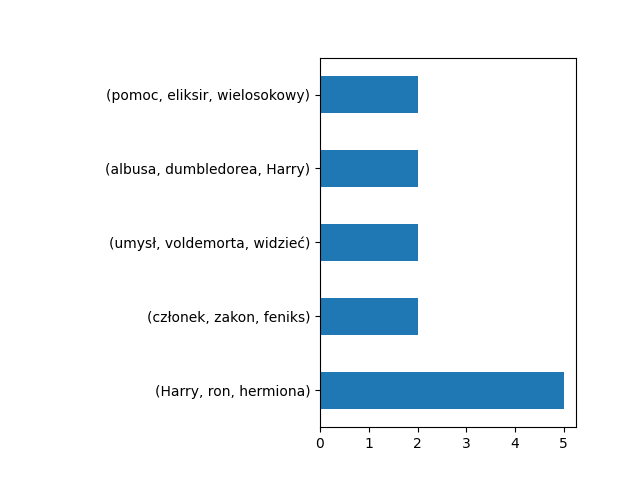 (pomoc, eliksir, wielosokowy)
(albusa, dumbledorea, Harry)
(umysł, voldemorta, widzieć)
(członek, zakon, feniks)
(Harry, ron, hermiona)
0 1 2 3 4 5